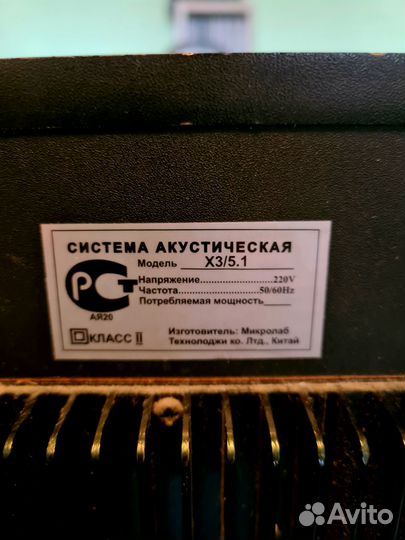 СИСТЕМА АКУСТИЧЕСКАЯ
Модель X3/5.1
РСТ
Напряжение 220V
Частота 50/60Hz
Потребляемая мощность
АЯ20
КЛАСС II
Изготовитель: Микролаб
Технолоджи ко. Лтд., Китай
Avito